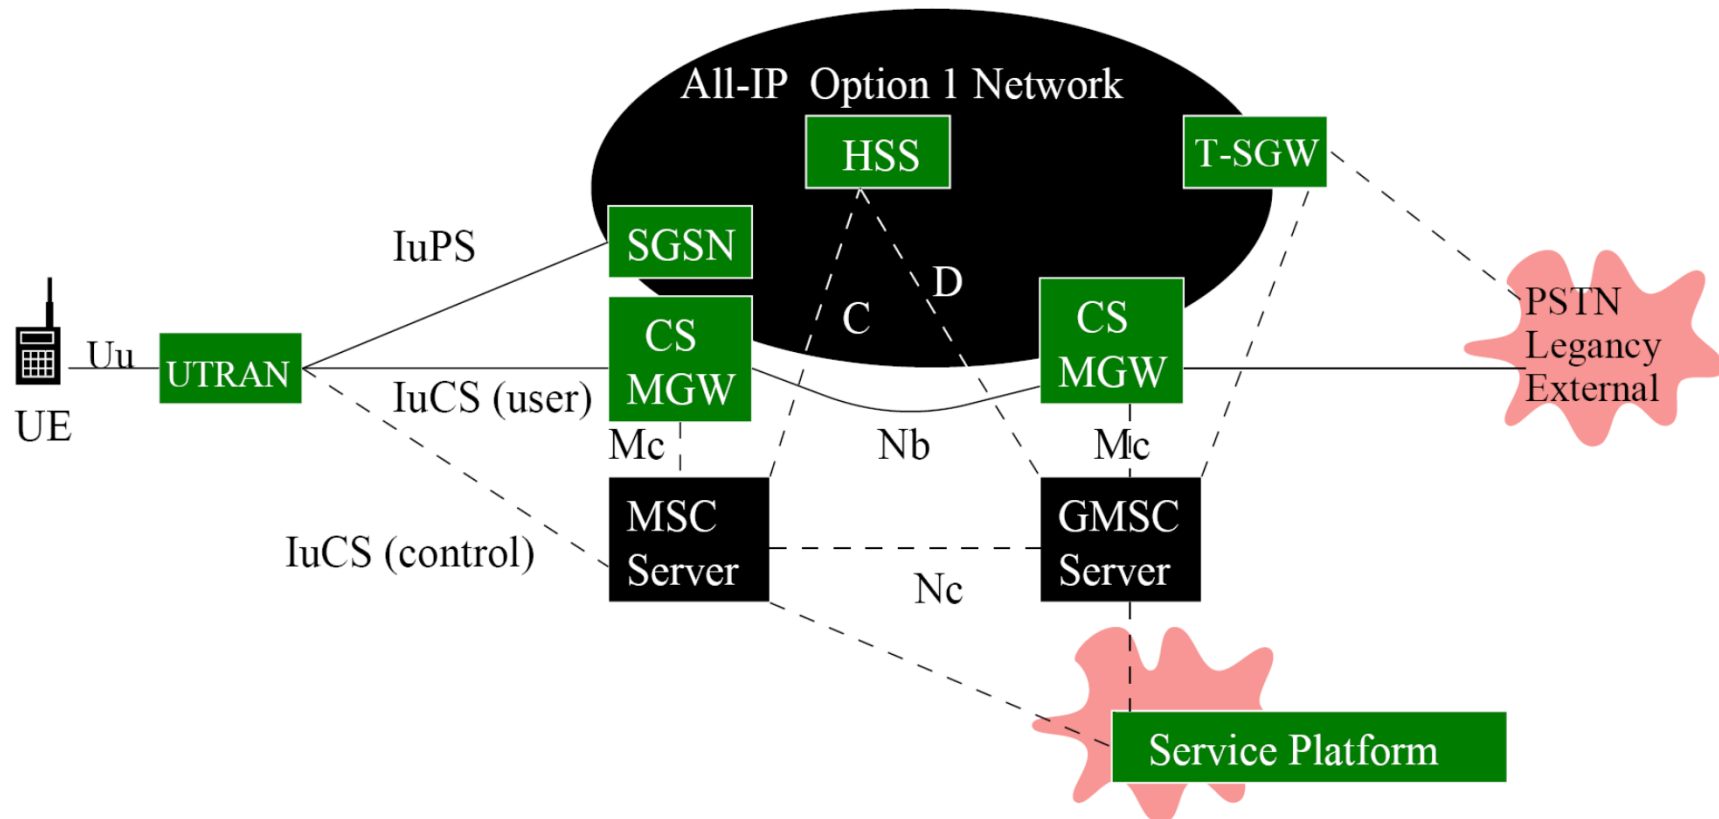 All-IP Option 1 Network
HSS
T-SGW
IuPS
SGSN
D
C
CS
MGW
CS
MGW
PSTN
Legancy
External
Uu
UTRAN
UE
IuCS (user)
Mc
Nb
Mc
MSC
Server
GMSC
Server
IuCS (control)
Nc
Service Platform